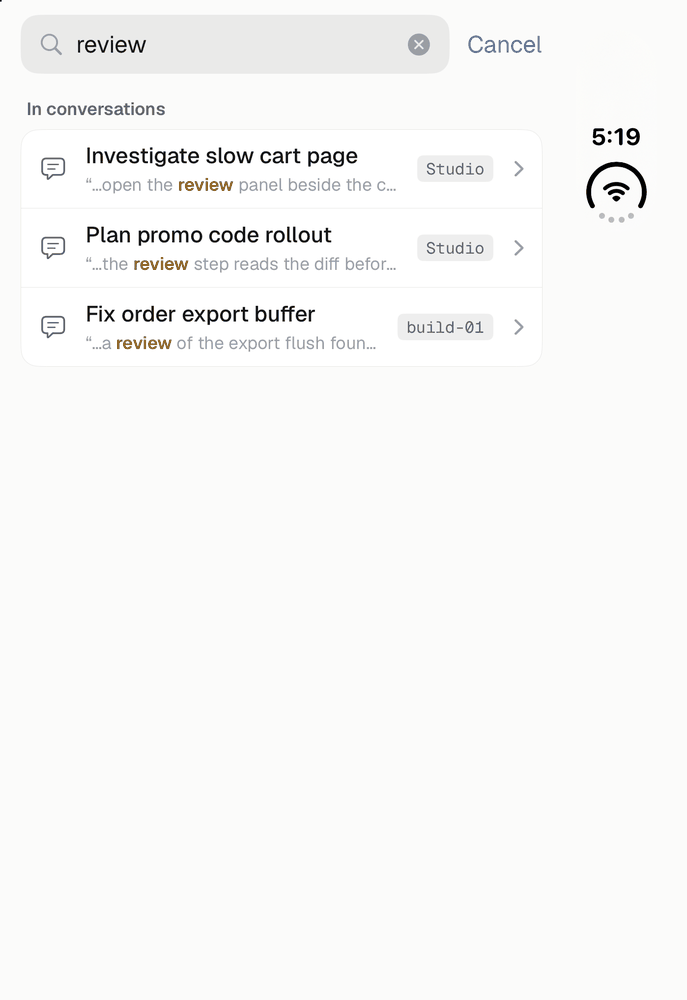 review
Cancel
In conversations
5:19
Investigate slow cart page
“…open the review panel beside the c…
Studio
Plan promo code rollout
“…the review step reads the diff befor…
Studio
Fix order export buffer
“…a review of the export flush foun…
build-01